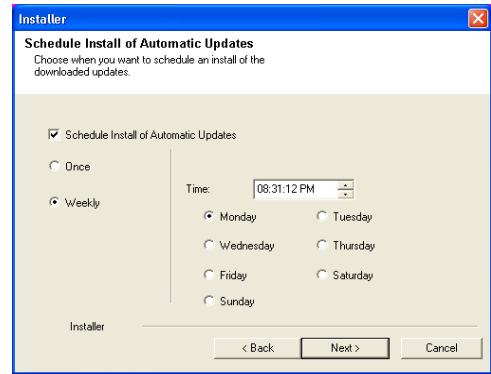 Installer
Schedule Install of Automatic Updates
Choose when you want to schedule an install of the
downloaded updates.
Schedule Install of Automatic Updates
Once
Weekly
Time: 08:31:12 PM
Monday Tuesday
Wednesday Thursday
Friday Saturday
Sunday
Installer
< Back Next > Cancel